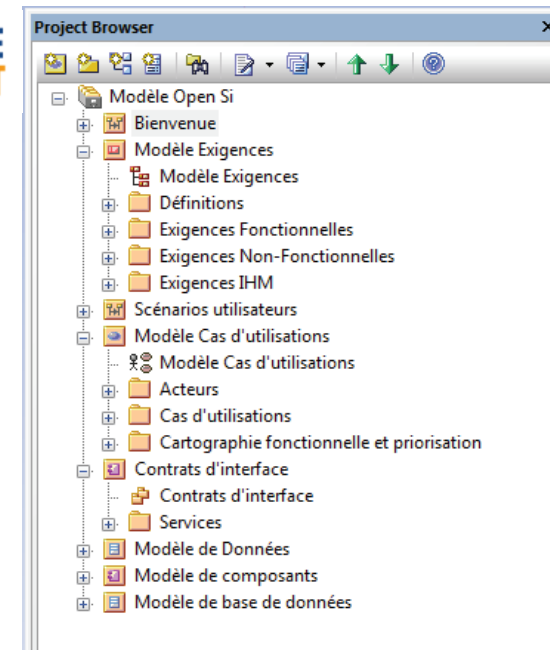 Project Browser
Modèle Open Si
Bienvenue
Modèle Exigences
Modèle Exigences
Définitions
Exigences Fonctionnelles
Exigences Non-Fonctionnelles
Exigences IHM
Scénarios utilisateurs
Modèle Cas d'utilisations
Modèle Cas d'utilisations
Acteurs
Cas d'utilisations
Cartographie fonctionnelle et priorisation
Contrats d'interface
Contrats d'interface
Services
Modèle de Données
Modèle de composants
Modèle de base de données